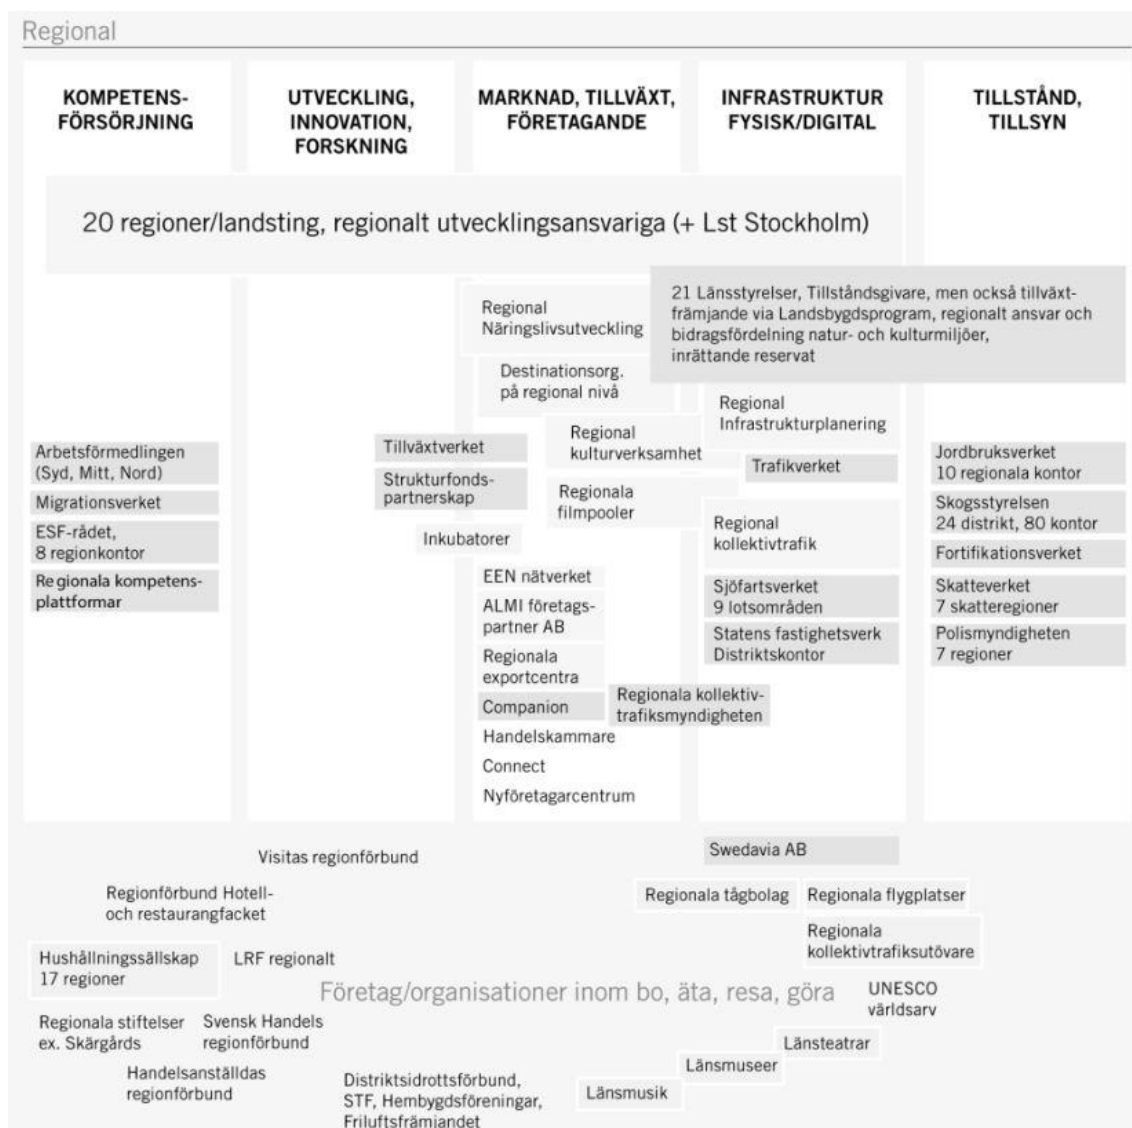 Regional
KOMPETENS-
FÖRSÖRJNING
UTVECKLING,
INNOVATION,
FORSKNING
MARKNAD, TILLVÄXT,
FÖRETAGANDE
INFRASTRUKTUR
FYSISK/DIGITAL
TILLSTÅND,
TILLSYN
20 regioner/landsting, regionalt utvecklingsansvariga (+ Lst Stockholm)
21 Länsstyrelser, Tillståndsgivare, men också tillväxt-
främjande via Landsbygdsprogram, regionalt ansvar och
bidragsfördelning natur- och kulturmiljöer,
inrättande reservat
Arbetsförmedlingen
(Syd, Mitt, Nord)
Migrationsverket
ESF-rådet,
8 regionkontor
Regionala kompetens-
plattformar
Tillväxtverket
Strukturfonds-
partnerskap
Inkubatorer
Regional
Näringslivsutveckling
Destinationsorg.
på regional nivå
Regional
kulturverksamhet
Regionala
filmpooler
EEN nätverket
ALMI företags-
partner AB
Regionala
exportcentra
Companion
Handelskammare
Connect
Nyföretagarcentrum
Regional
Infrastrukturplanering
Trafikverket
Regional
kollektivtrafik
Sjöfartsverket
9 lotsområden
Statens fastighetsverk
Distriktskontor
Regionala kollektiv-
trafiksmyndigheten
Jordbruksverket
10 regionala kontor
Skogsstyrelsen
24 distrikt, 80 kontor
Fortifikationsverket
Skatteverket
7 skatteregioner
Polismyndigheten
7 regioner
Visitas regionförbund
Swedavia AB
Regionförbund Hotell-
och restaurangfacket
Regionala tågbolag
Regionala flygplatser
Regionala
kollektivtrafiksutövare
Hushållningssällskap
17 regioner
LRF regionalt
Företag/organisationer inom bo, äta, resa, göra
UNESCO
världsarv
Regionala stiftelser
ex. Skärgårds
Svensk Handels
regionförbund
Länsteatrar
Länsmuseer
Länsmusik
Handelsanställdas
regionförbund
Distriktsidrottsförbund,
STF, Hembygdsföreningar,
Friluftsfrämjandet